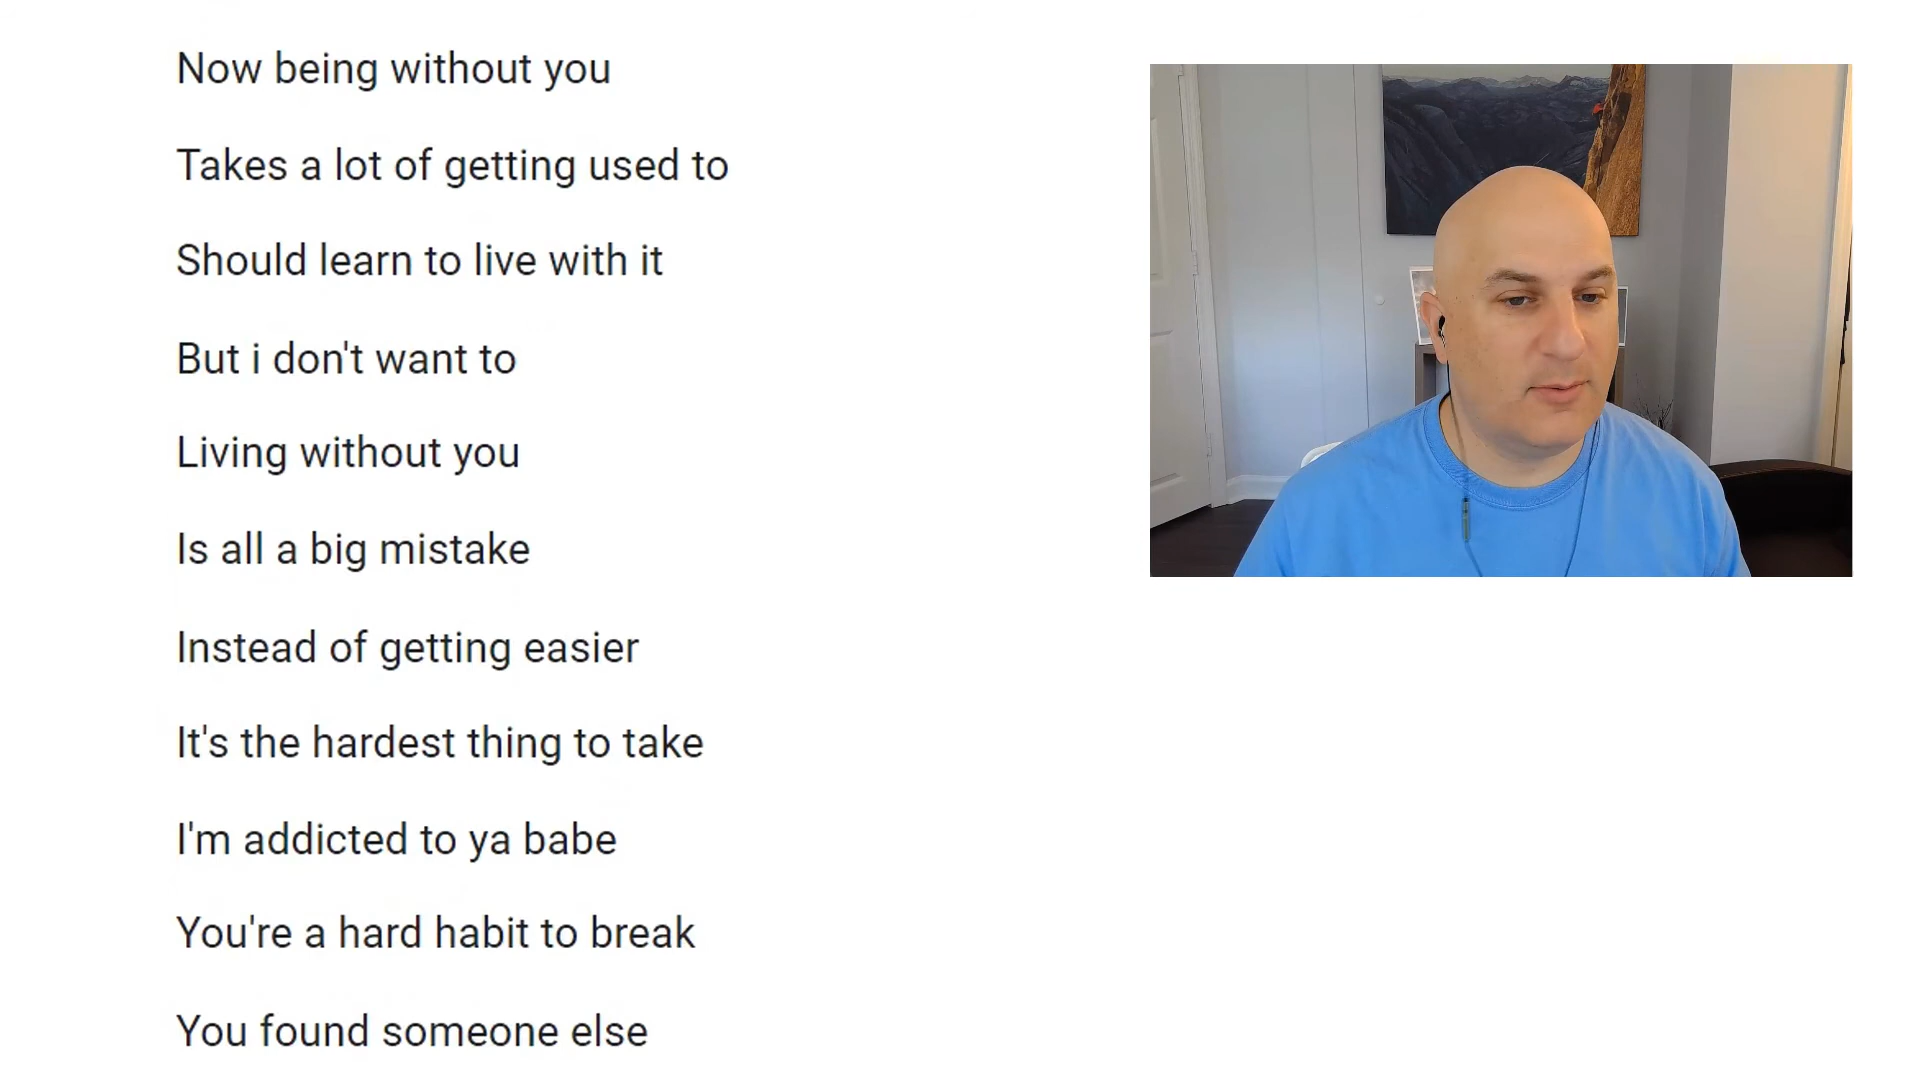 Now being without you
Takes a lot of getting used to
Should learn to live with it
But i don't want to
Living without you
Is all a big mistake
Instead of getting easier
It's the hardest thing to take
I'm addicted to ya babe
You're a hard habit to break
You found someone else